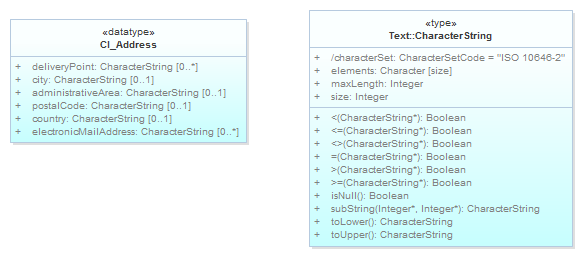 «datatype»
CI_Address
+ deliveryPoint: CharacterString [0..*]
+ city: CharacterString [0..1]
+ administrativeArea: CharacterString [0..1]
+ postalCode: CharacterString [0..1]
+ country: CharacterString [0..1]
+ electronicMailAddress: CharacterString [0..*]
«type»
Text::CharacterString
+ /characterSet: CharacterSetCode = "ISO 10646-2"
+ elements: Character [size]
+ maxLength: Integer
+ size: Integer
+ <(CharacterString*): Boolean
+ <=(CharacterString*): Boolean
+ <>(CharacterString*): Boolean
+ =(CharacterString*): Boolean
+ >(CharacterString*): Boolean
+ >=(CharacterString*): Boolean
+ isNull(): Boolean
+ subString(Integer*, Integer*): CharacterString
+ toLower(): CharacterString
+ toUpper(): CharacterString